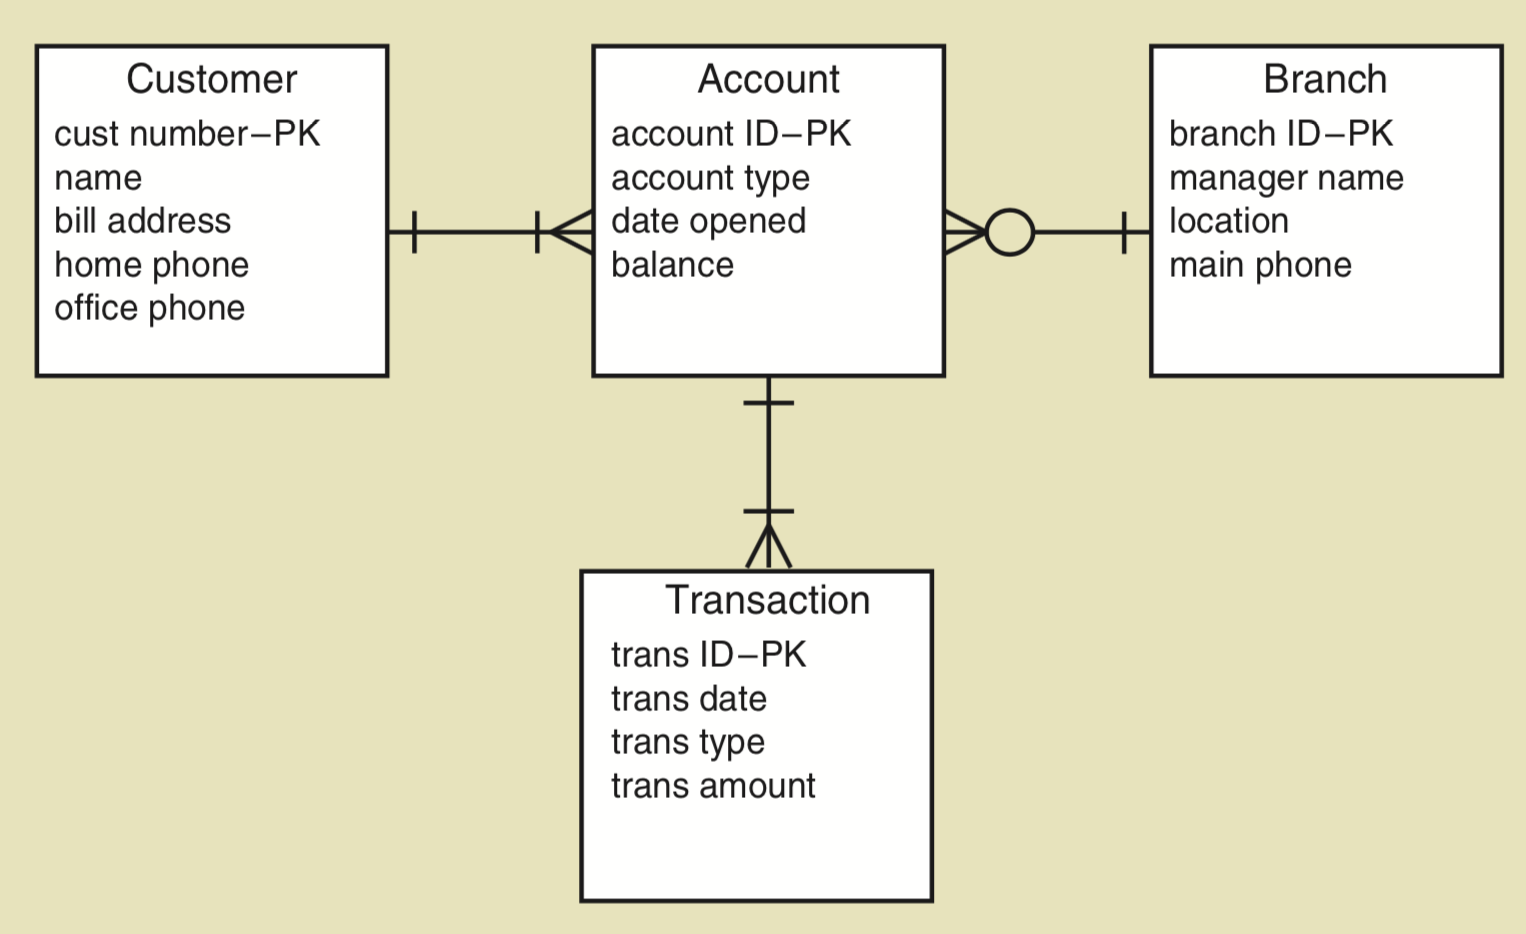 Customer
cust number–PK
name
bill address
home phone
office phone
Account
account ID–PK
account type
date opened
balance
Branch
branch ID–PK
manager name
location
main phone
Transaction
trans ID–PK
trans date
trans type
trans amount